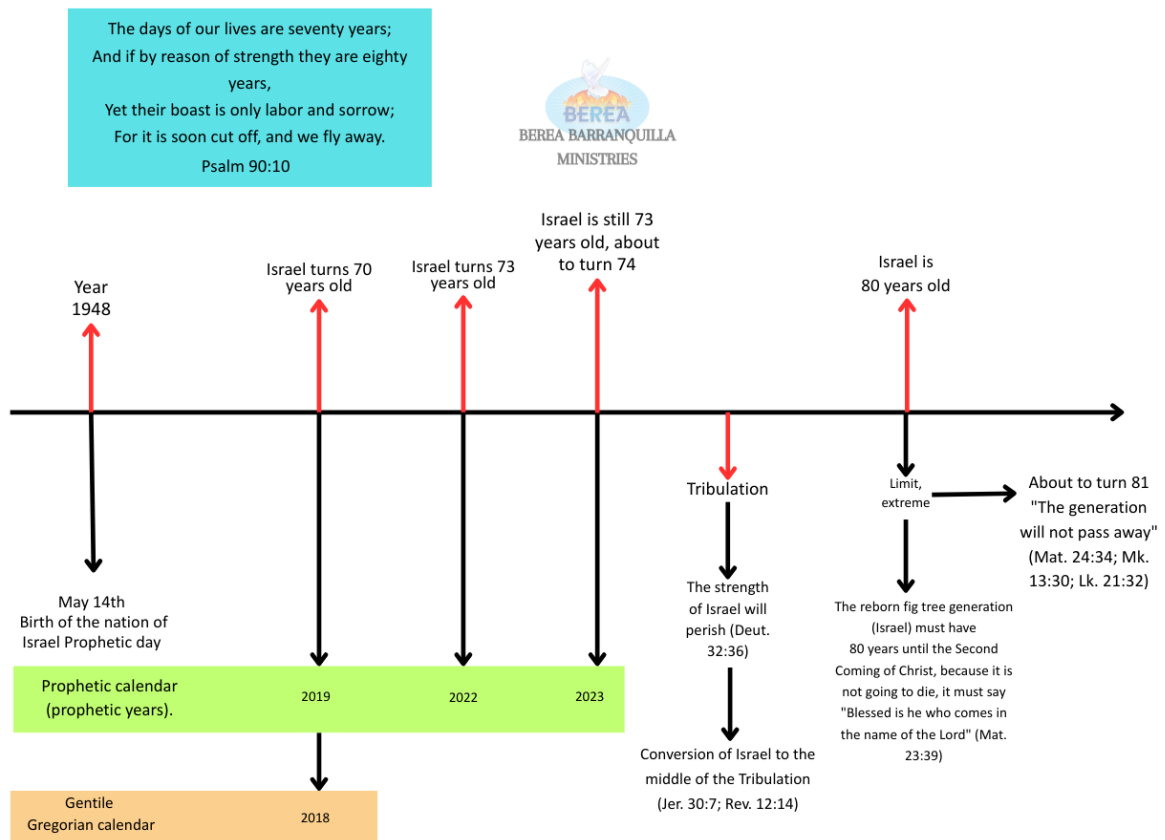 The days of our lives are seventy years;
And if by reason of strength they are eighty
years,
Yet their boast is only labor and sorrow;
For it is soon cut off, and we fly away.
Psalm 90:10
BEREA
BEREA BARRANQUILLA
MINISTRIES
Year
1948
Israel turns 70
years old
Israel turns 73
years old
Israel is still 73
years old, about
to turn 74
Israel is
80 years old
May 14th
Birth of the nation of
Israel Prophetic day
Tribulation
The strength
of Israel will
perish (Deut.
32:36)
Conversion of Israel to the
middle of the Tribulation
(Jer. 30:7; Rev. 12:14)
Limit,
extreme
About to turn 81
"The generation
will not pass away"
(Mat. 24:34; Mk.
13:30; Lk. 21:32)
The reborn fig tree generation
(Israel) must have
80 years until the Second
Coming of Christ, because it is
not going to die, it must say
"Blessed is he who comes in
the name of the Lord" (Mat.
23:39)
Prophetic calendar
(prophetic years).
2019
2022
2023
Gentile
Gregorian calendar
2018